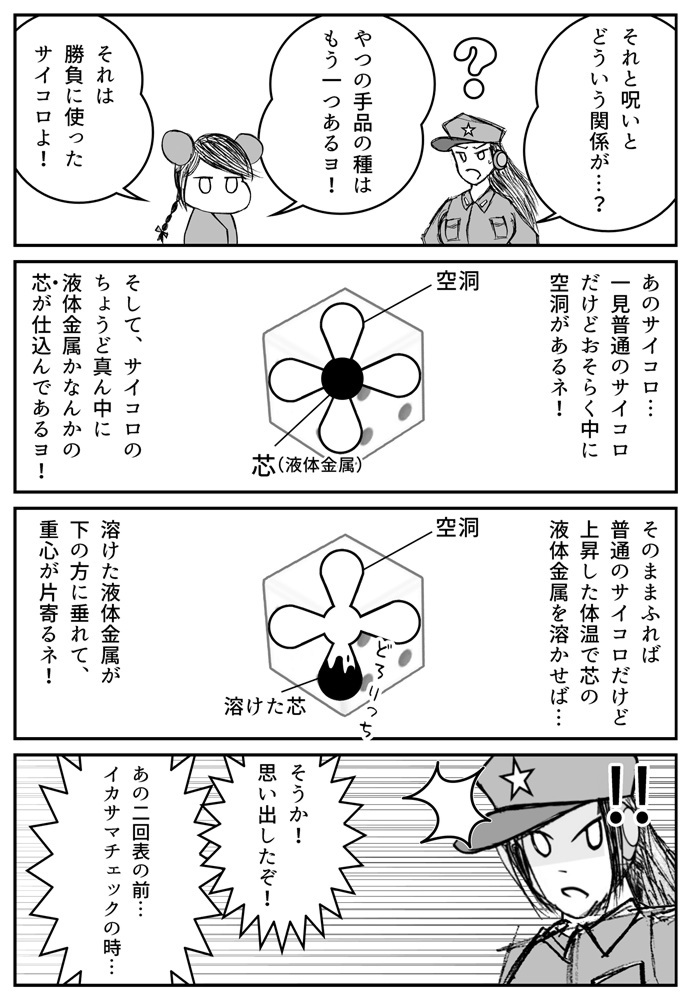 それと呪いと
どういう関係が…?
?
やつの手品の種は
もう一つあるヨ!
それは
勝負に使った
サイコロよ!
あのサイコロ…
一見普通のサイコロ
だけどおそらく中に
空洞があるネ!
空洞
芯(液体金属)
そして、サイコロの
ちょうど真ん中に
液体金属かなんかの
芯が仕込んであるヨ!
そのままふれば
普通のサイコロだけど
上昇した体温で芯の
液体金属を溶かせば…
空洞
どろりっち
溶けた芯
溶けた液体金属が
下の方に垂れて、
重心が片寄るネ!
!!
そうか!
思い出したぞ!
あの二回表の前…
イカサマチェックの時…